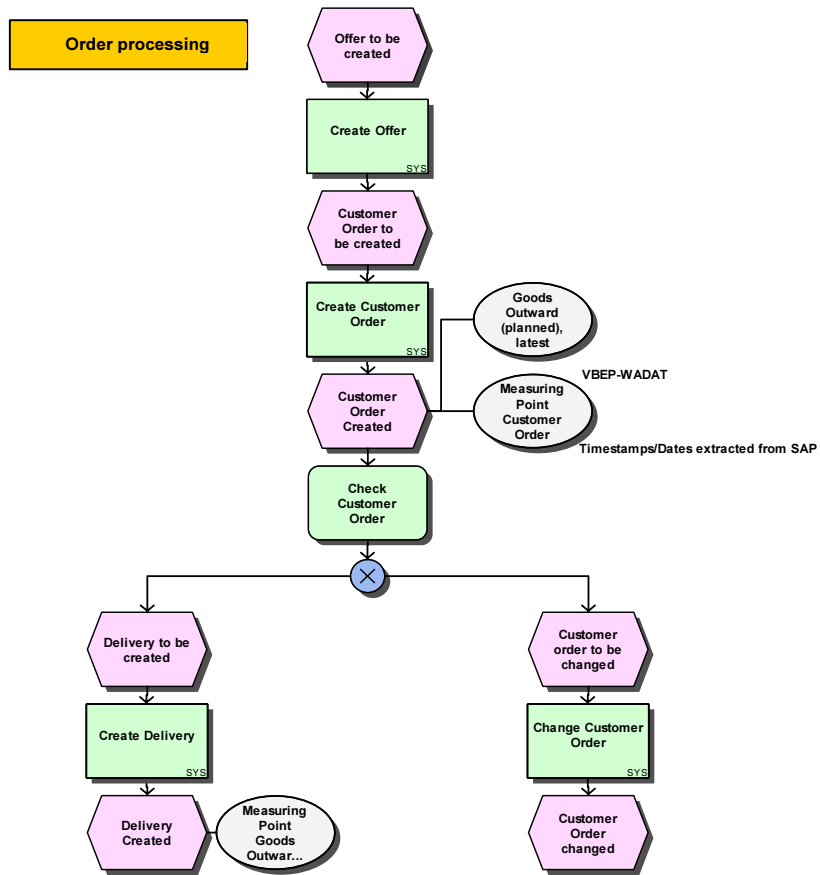 Order processing
Offer to be
created
Create Offer
SYS
Customer
Order to
be created
Create Customer
Order
SYS
Goods
Outward
(planned),
latest
VBEP-WADAT
Customer
Order
Created
Measuring
Point
Customer
Order
Timestamps/Dates extracted from SAP
Check
Customer
Order
Delivery to be
created
Customer
order to be
changed
Create Delivery
SYS
Change Customer
Order
SYS
Delivery
Created
Measuring
Point
Goods
Outwar...
Customer
Order
changed